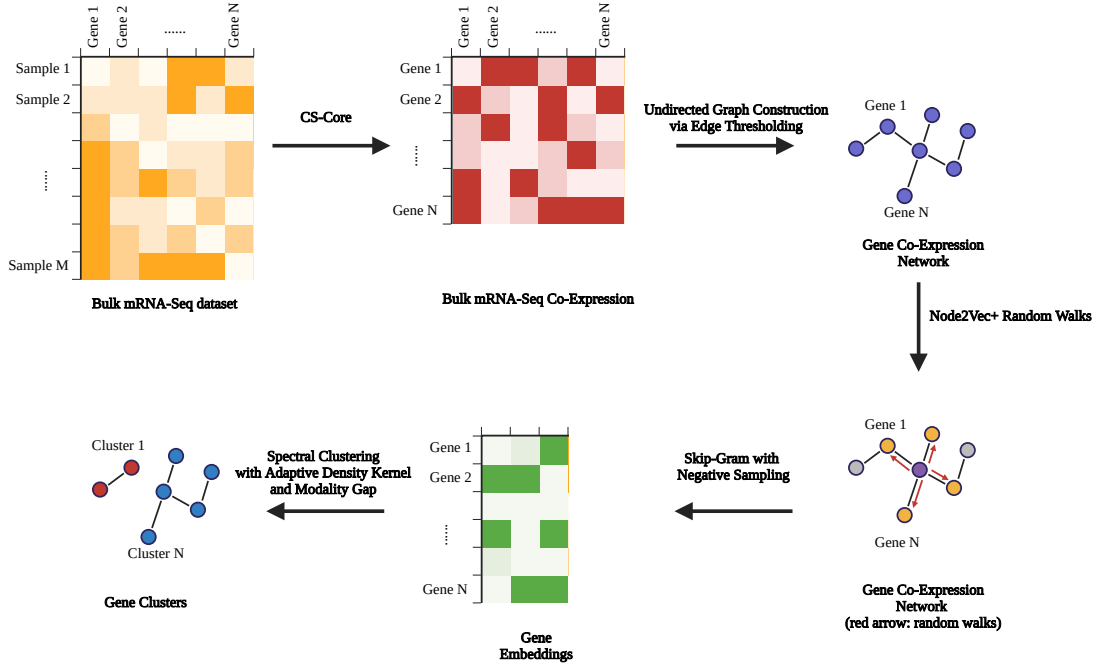 Gene 1
Gene 2
......
Gene N
Sample 1
Sample 2
......
Sample M
Bulk mRNA-Seq dataset
CS-Core
Gene 1
Gene 2
......
Gene N
Gene 1
Gene 2
......
Gene N
Bulk mRNA-Seq Co-Expression
Undirected Graph Construction
via Edge Thresholding
Gene 1
Gene N
Gene Co-Expression
Network
Node2Vec+ Random Walks
Gene 1
Gene N
Gene Co-Expression
Network
(red arrow: random walks)
Skip-Gram with
Negative Sampling
Gene 1
Gene 2
......
Gene N
Gene
Embeddings
Spectral Clustering
with Adaptive Density Kernel
and Modality Gap
Cluster 1
Cluster N
Gene Clusters